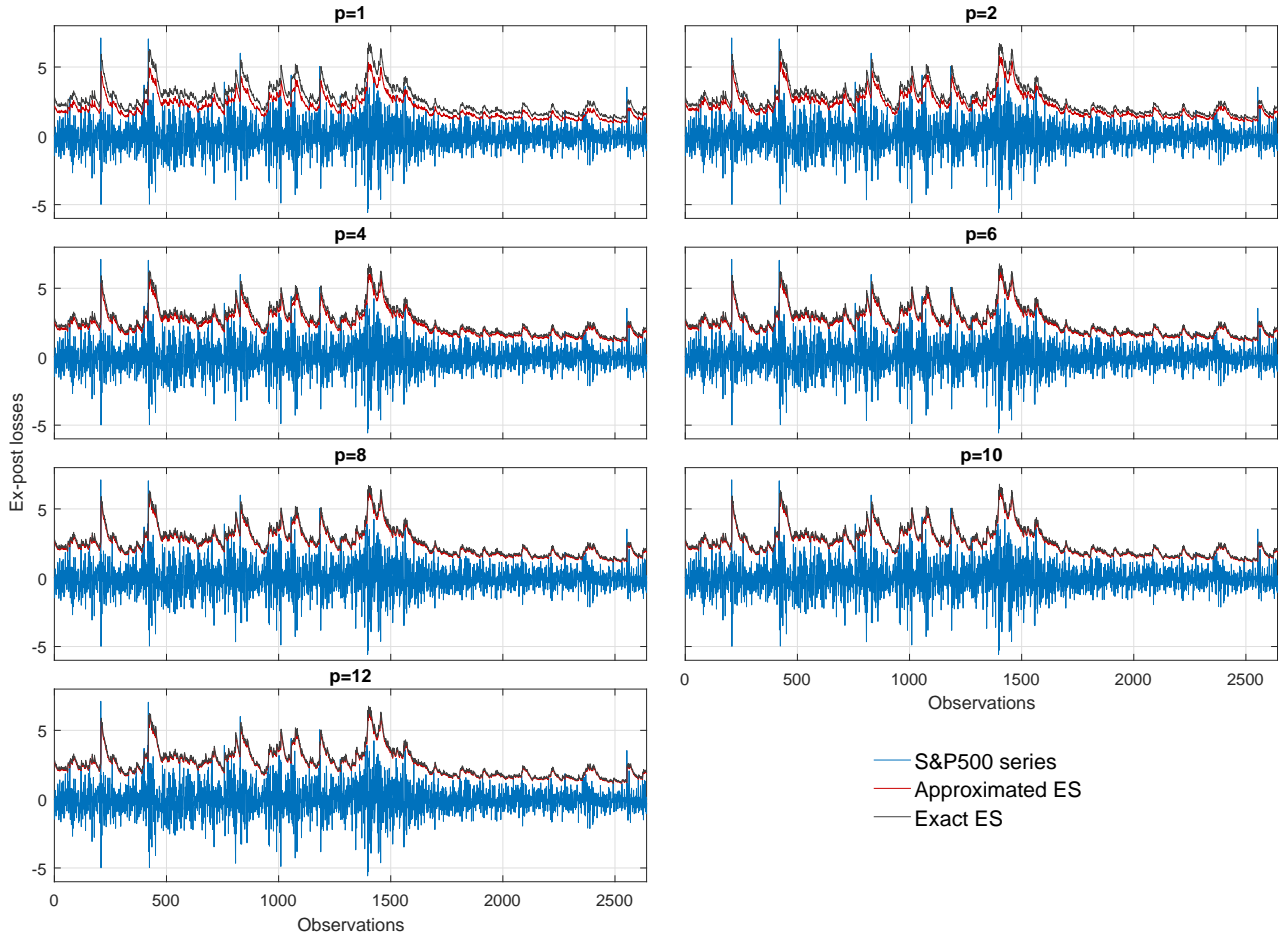 p=1
p=2
5
0
-5
p=4
p=6
5
0
-5
Ex-post losses
p=8
p=10
5
0
-5
0 500 1000 1500 2000 2500
Observations
p=12
5
0
-5
0 500 1000 1500 2000 2500
Observations
S&P500 series
Approximated ES
Exact ES